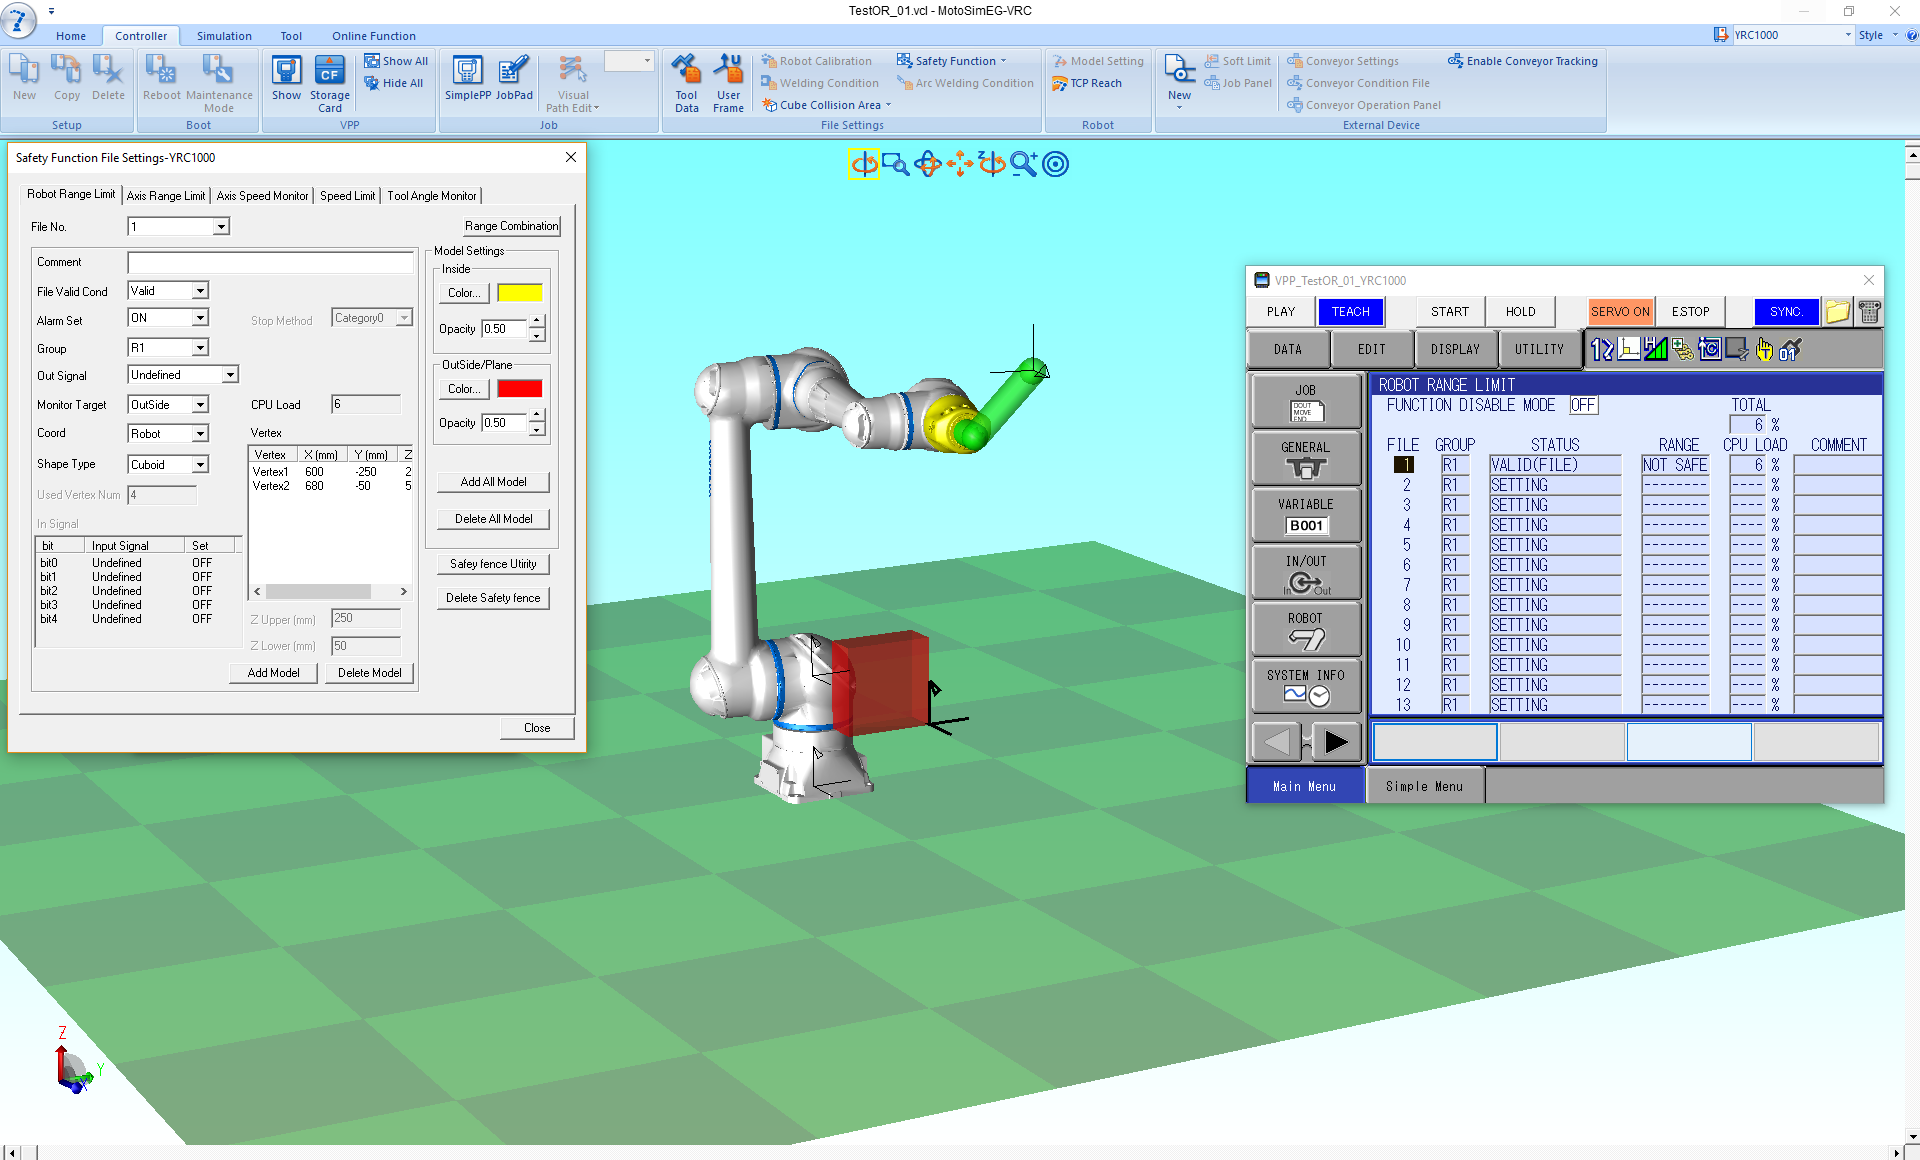 TestOR_01.vcl - MotoSimEG-VRC
Home Controller Simulation Tool Online Function
YRC1000 Style
New Copy Delete
Setup
Reboot Maintenance Mode
Boot
Show Storage Card
Show All
Hide All
VPP
SimplePP JobPad Visual Path Edit
Job
Tool Data User Frame
Robot Calibration
Welding Condition
Cube Collision Area
Safety Function
Arc Welding Condition
File Settings
Model Setting
TCP Reach
Robot
New
Soft Limit
Job Panel
Conveyor Settings
Conveyor Condition File
Conveyor Operation Panel
Enable Conveyor Tracking
External Device
Safety Function File Settings-YRC1000
Robot Range Limit Axis Range Limit Axis Speed Monitor Speed Limit Tool Angle Monitor
File No. 1 Range Combination
Comment
File Valid Cond Valid
Alarm Set ON Stop Method Category0
Group R1
Out Signal Undefined
Monitor Target OutSide CPU Load 6
Coord Robot Vertex
Shape Type Cuboid
Used Vertex Num 4
Vertex X (mm) Y (mm) Z
Vertex1 600 -250 2
Vertex2 680 -50 5
In Signal
bit Input Signal Set
bit0 Undefined OFF
bit1 Undefined OFF
bit2 Undefined OFF
bit3 Undefined OFF
bit4 Undefined OFF
Z Upper (mm) 250
Z Lower (mm) 50
Add Model Delete Model
Model Settings
Inside
Color...
Opacity 0.50
OutSide/Plane
Color...
Opacity 0.50
Add All Model
Delete All Model
Safey fence Utirity
Delete Safety fence
Close
Z
Y
VPP_TestOR_01_YRC1000
PLAY TEACH START HOLD SERVO ON E.STOP SYNC.
DATA EDIT DISPLAY UTILITY
JOB
DOUT
MOVE
END
GENERAL
VARIABLE
B001
IN/OUT
In Out
ROBOT
SYSTEM INFO
ROBOT RANGE LIMIT
FUNCTION DISABLE MODE OFF TOTAL
6 %
FILE GROUP STATUS RANGE CPU LOAD COMMENT
1 R1 VALID(FILE) NOT SAFE 6 %
2 R1 SETTING ------- ---- %
3 R1 SETTING ------- ---- %
4 R1 SETTING ------- ---- %
5 R1 SETTING ------- ---- %
6 R1 SETTING ------- ---- %
7 R1 SETTING ------- ---- %
8 R1 SETTING ------- ---- %
9 R1 SETTING ------- ---- %
10 R1 SETTING ------- ---- %
11 R1 SETTING ------- ---- %
12 R1 SETTING ------- ---- %
13 R1 SETTING ------- ---- %
Main Menu Simple Menu